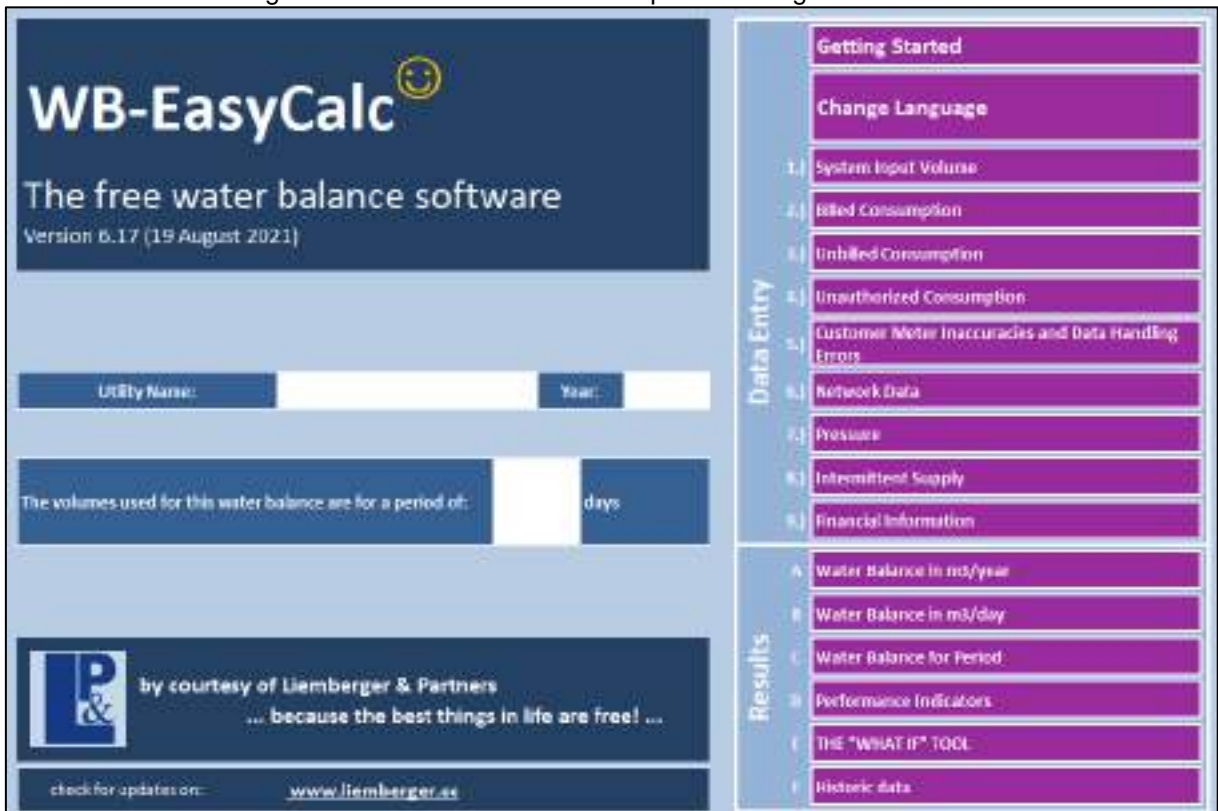 WB-EasyCalc
The free water balance software
Version 6.17 (19 August 2021)
Utility Name:
Year:
The volumes used for this water balance are for a period of:
days
LP&
by courtesy of Liemberger & Partners
... because the best things in life are free! ...
check for updates on:
www.liemberger.cc
Data Entry
Getting Started
Change Language
1.) System Input Volume
2.) Billed Consumption
3.) Unbilled Consumption
4.) Unauthorized Consumption
5.) Customer Meter Inaccuracies and Data Handling
Errors
6.) Network Data
7.) Pressure
8.) Intermittent Supply
9.) Financial Information
Results
A Water Balance in m3/year
B Water Balance in m3/day
C Water Balance for Period
D Performance Indicators
E THE "WHAT IF" TOOL
F Historic data